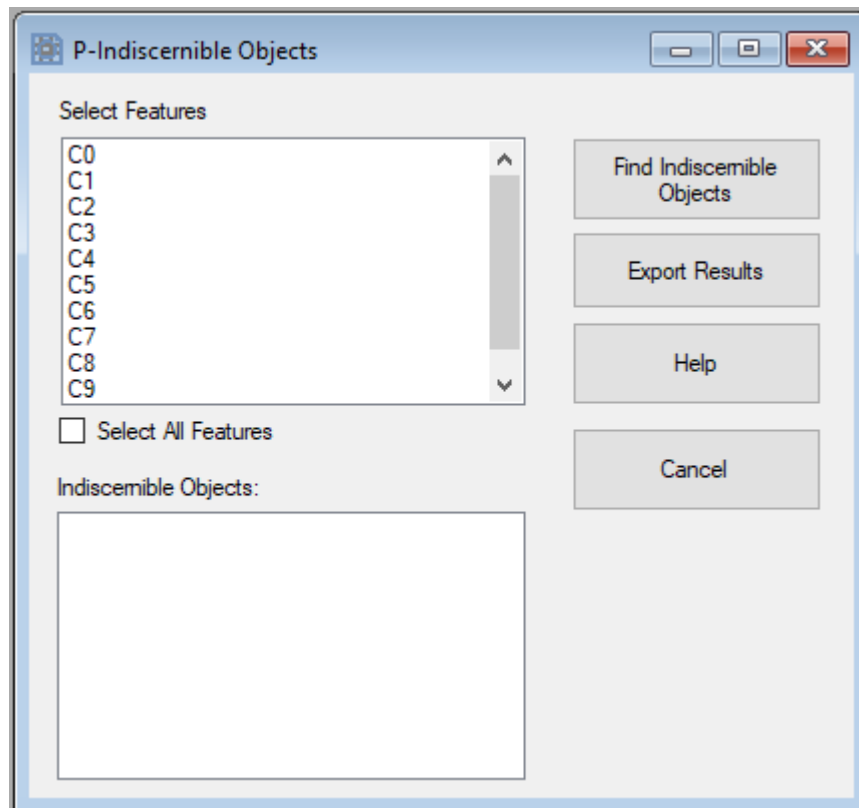 P-Indiscernible Objects
Select Features
C0
C1
C2
C3
C4
C5
C6
C7
C8
C9
Select All Features
Indiscernible Objects:
Find Indiscernible
Objects
Export Results
Help
Cancel